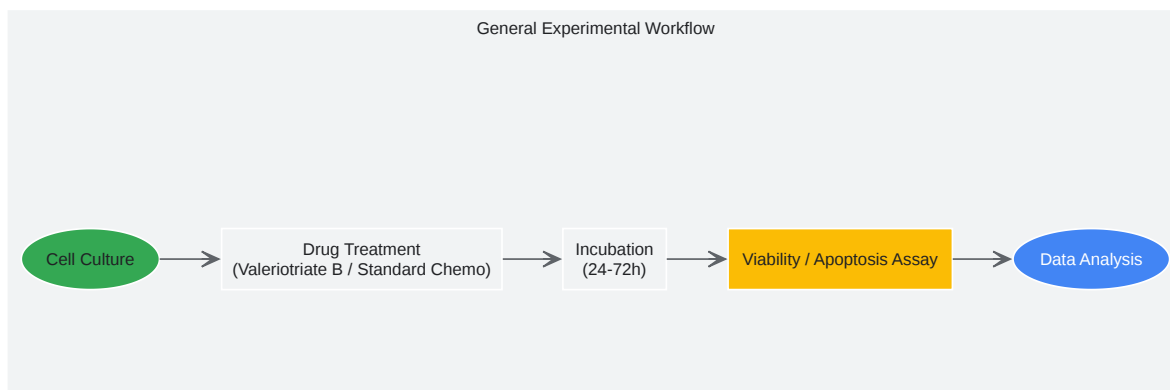 General Experimental Workflow
Cell Culture
Drug Treatment
(Valeriotriate B / Standard Chemo)
Incubation
(24-72h)
Viability / Apoptosis Assay
Data Analysis